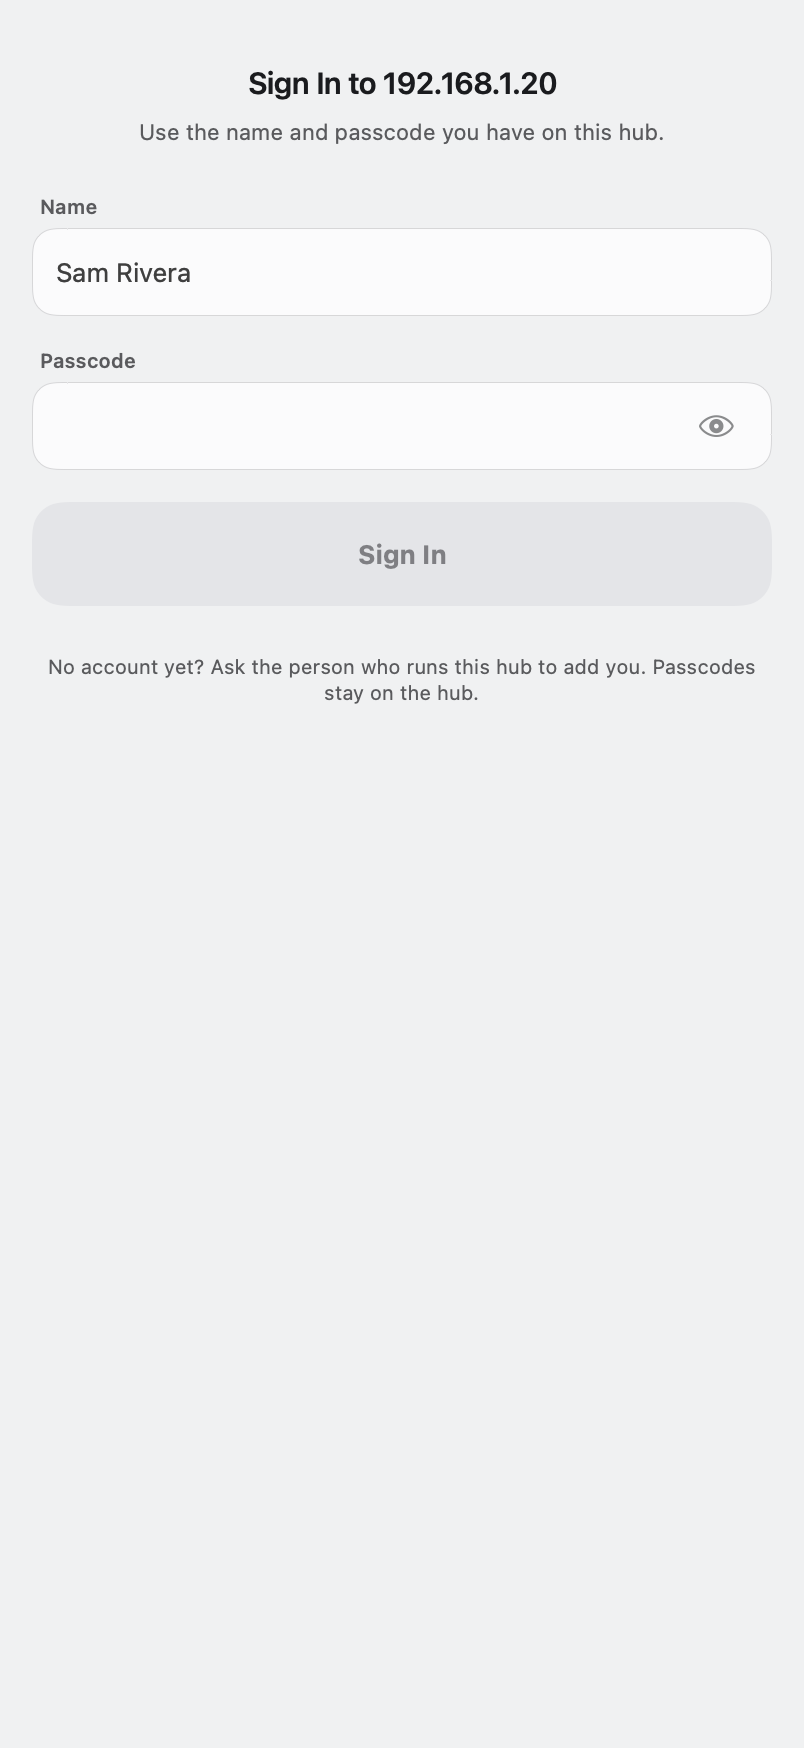 Sign In to 192.168.1.20
Use the name and passcode you have on this hub.
Name
Sam Rivera
Passcode
Sign In
No account yet? Ask the person who runs this hub to add you. Passcodes
stay on the hub.